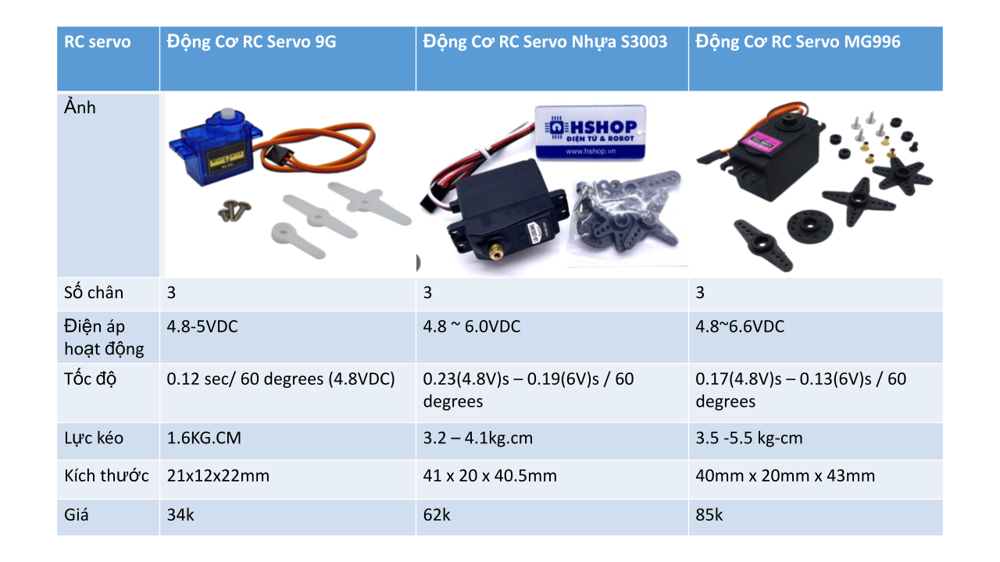 RC servo
Động Cơ RC Servo 9G
Động Cơ RC Servo Nhựa S3003
Động Cơ RC Servo MG996
Ảnh
HSHOP
ĐIỆN TỬ & ROBOT
www.hshop.vn
Số chân
3
3
3
Điện áp
hoạt động
4.8-5VDC
4.8 ~ 6.0VDC
4.8~6.6VDC
Tốc độ
0.12 sec/ 60 degrees (4.8VDC)
0.23(4.8V)s – 0.19(6V)s / 60
degrees
0.17(4.8V)s – 0.13(6V)s / 60
degrees
Lực kéo
1.6KG.CM
3.2 – 4.1kg.cm
3.5 -5.5 kg-cm
Kích thước
21x12x22mm
41 x 20 x 40.5mm
40mm x 20mm x 43mm
Giá
34k
62k
85k